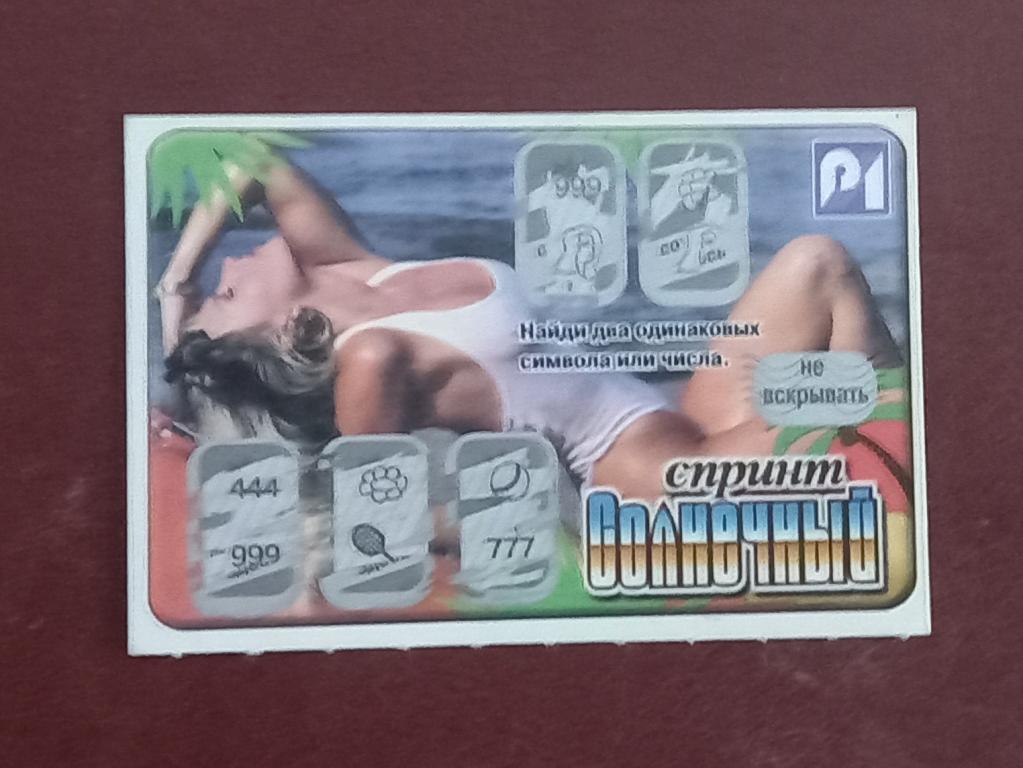 999
Найди два одинаковых
символа или числа.
не
вскрывать
444
999
777
спринт
Солнечный